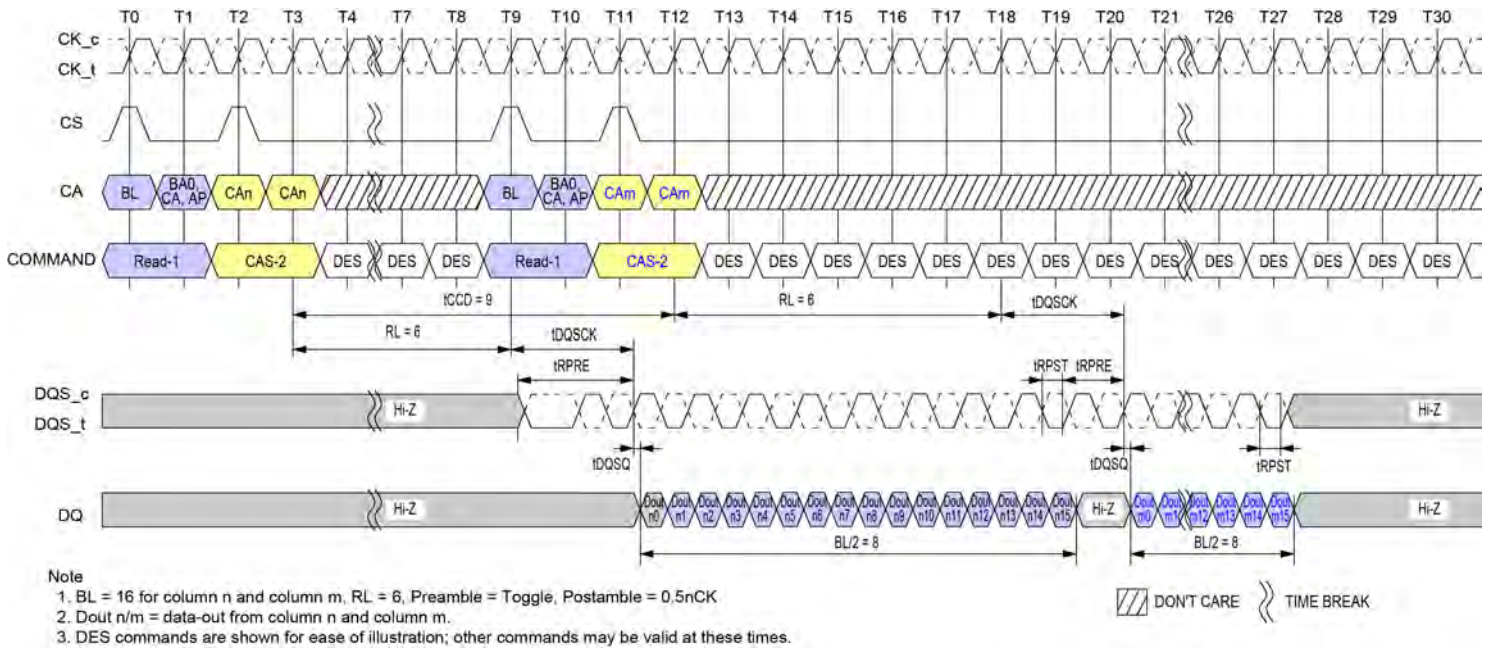 T0 T1 T2 T3 T4 T7 T8 T9 T10 T11 T12 T13 T14 T15 T16 T17 T18 T19 T20 T21 T26 T27 T28 T29 T30
CK_c
CK_t
CS
CA BL BA0, CA, AP CAn CAn BL BA0, CA, AP CAm CAm
COMMAND Read-1 CAS-2 DES DES DES Read-1 CAS-2 DES DES DES DES DES DES DES DES DES DES DES DES DES DES
tCCD = 9 RL = 6 tDQSCK
RL = 6 tDQSCK
tRPRE tRPST tRPRE
DQS_c
DQS_t Hi-Z Hi-Z
tDQSQ tDQSQ tRPST
DQ Hi-Z Dout n0 Dout n1 Dout n2 Dout n3 Dout n4 Dout n5 Dout n6 Dout n7 Dout n8 Dout n9 Dout n10 Dout n11 Dout n12 Dout n13 Dout n14 Dout n15 Hi-Z Dout m0 Dout m1 Dout m12 Dout m13 Dout m14 Dout m15 Hi-Z
BL/2 = 8 BL/2 = 8
Note
1. BL = 16 for column n and column m, RL = 6, Preamble = Toggle, Postamble = 0.5nCK
2. Dout n/m = data-out from column n and column m.
3. DES commands are shown for ease of illustration; other commands may be valid at these times.
DON'T CARE TIME BREAK